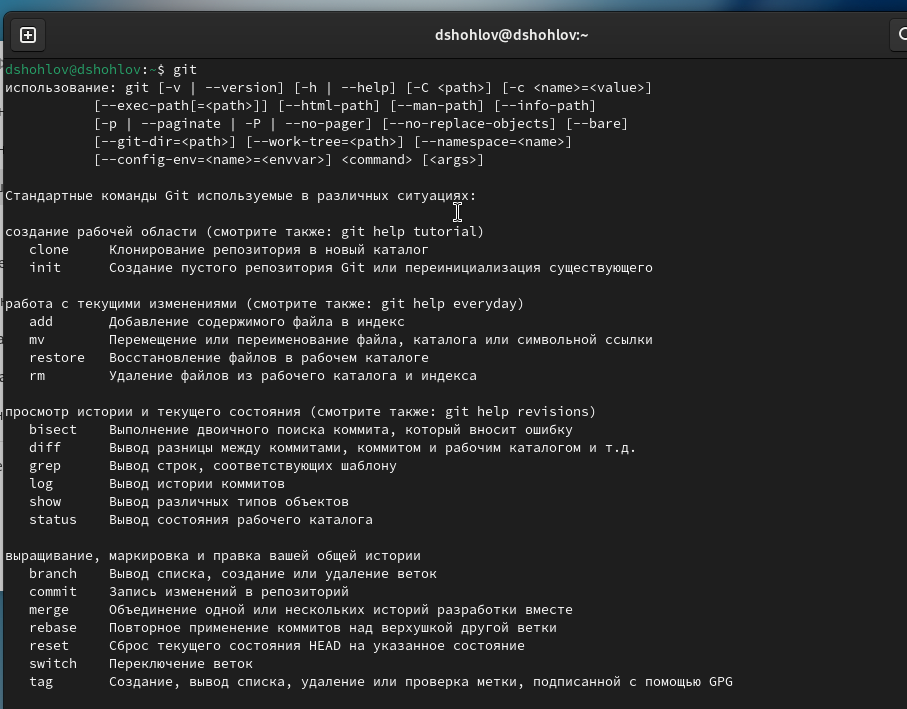 dshohlov@dshohlov:~
dshohlov@dshohlov:~$ git
использование: git [-v | --version] [-h | --help] [-C <path>] [-c <name>=<value>]
           [--exec-path[=<path>]] [--html-path] [--man-path] [--info-path]
           [-p | --paginate | -P | --no-pager] [--no-replace-objects] [--bare]
           [--git-dir=<path>] [--work-tree=<path>] [--namespace=<name>]
           [--config-env=<name>=<envvar>] <command> [<args>]
Стандартные команды Git используемые в различных ситуациях:
создание рабочей области (смотрите также: git help tutorial)
   clone     Клонирование репозитория в новый каталог
   init      Создание пустого репозитория Git или переинициализация существующего
работа с текущими изменениями (смотрите также: git help everyday)
   add       Добавление содержимого файла в индекс
   mv        Перемещение или переименование файла, каталога или символьной ссылки
   restore   Восстановление файлов в рабочем каталоге
   rm        Удаление файлов из рабочего каталога и индекса
просмотр истории и текущего состояния (смотрите также: git help revisions)
   bisect    Выполнение двоичного поиска коммита, который вносит ошибку
   diff      Вывод разницы между коммитами, коммитом и рабочим каталогом и т.д.
   grep      Вывод строк, соответствующих шаблону
   log       Вывод истории коммитов
   show      Вывод различных типов объектов
   status    Вывод состояния рабочего каталога
выращивание, маркировка и правка вашей общей истории
   branch    Вывод списка, создание или удаление веток
   commit    Запись изменений в репозиторий
   merge     Объединение одной или нескольких историй разработки вместе
   rebase    Повторное применение коммитов над верхушкой другой ветки
   reset     Сброс текущего состояния HEAD на указанное состояние
   switch    Переключение веток
   tag       Создание, вывод списка, удаление или проверка метки, подписанной с помощью GPG